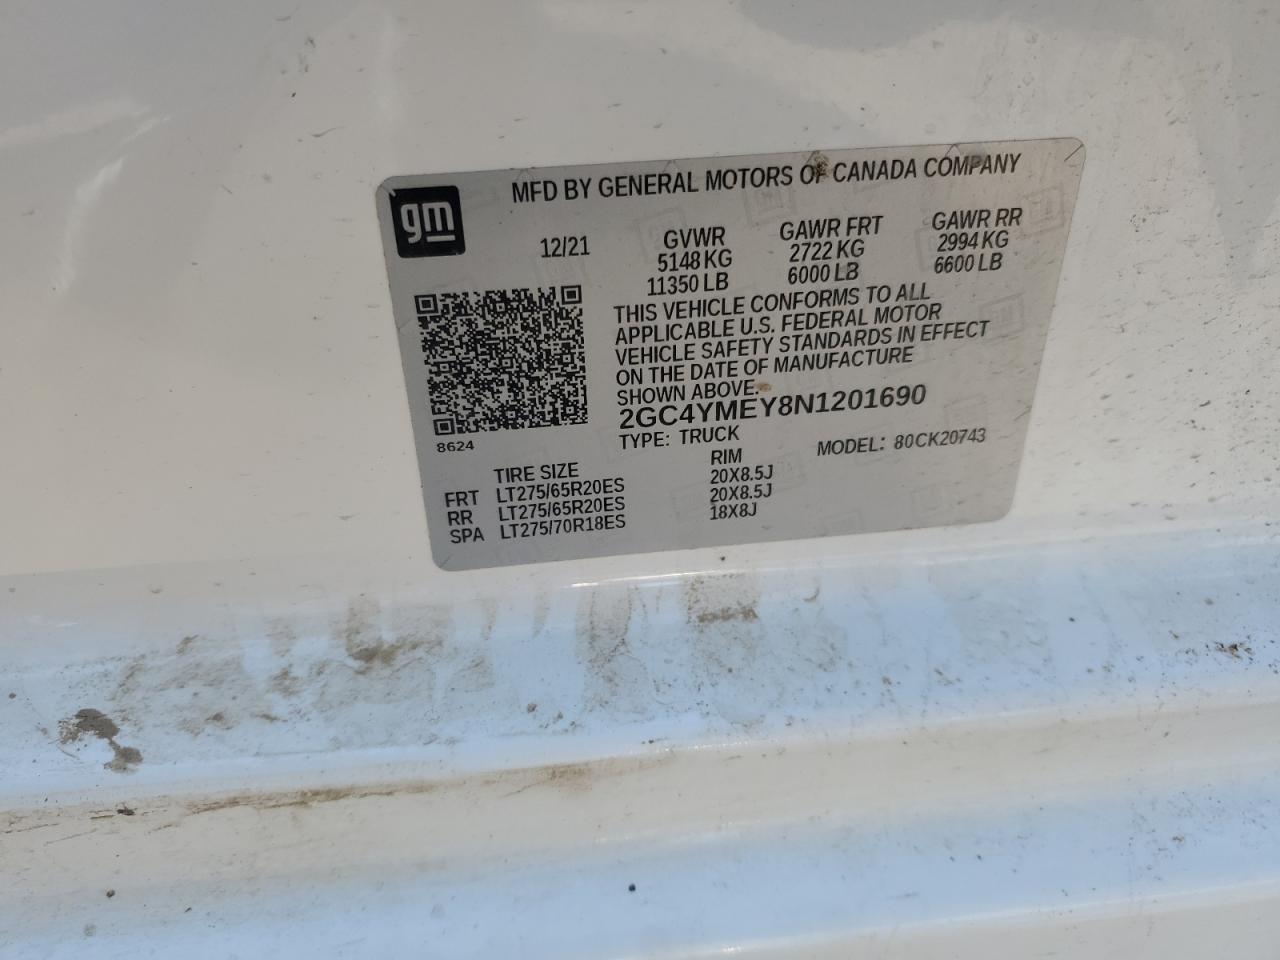 gm
MFD BY GENERAL MOTORS OF CANADA COMPANY
12/21 GVWR GAWR FRT GAWR RR
5148 KG 2722 KG 2994 KG
11350 LB 6000 LB 6600 LB
THIS VEHICLE CONFORMS TO ALL
APPLICABLE U.S. FEDERAL MOTOR
VEHICLE SAFETY STANDARDS IN EFFECT
ON THE DATE OF MANUFACTURE
SHOWN ABOVE.
2GC4YMEY8N1201690
8624
TYPE: TRUCK MODEL: 80CK20743
TIRE SIZE RIM
FRT LT275/65R20ES 20X8.5J
RR LT275/65R20ES 20X8.5J
SPA LT275/70R18ES 18X8J